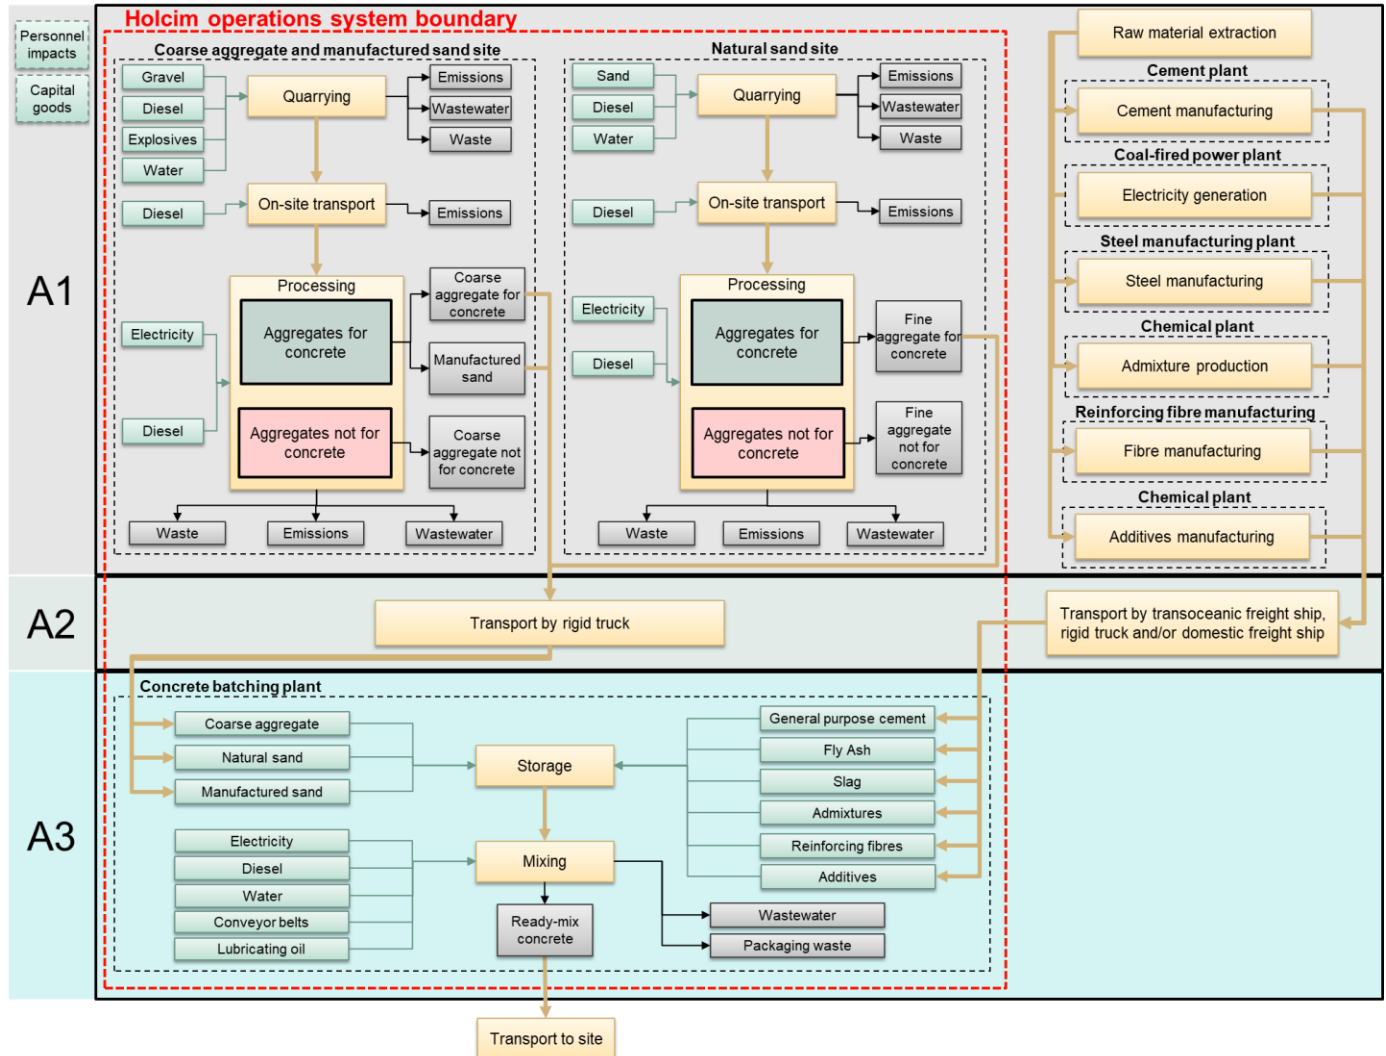 Personnel
impacts
Capital
goods
A1
Holcim operations system boundary
Coarse aggregate and manufactured sand site
Gravel
Diesel
Explosives
Water
Quarrying
Emissions
Wastewater
Waste
Diesel
On-site transport
Emissions
Processing
Electricity
Diesel
Aggregates for
concrete
Aggregates not for
concrete
Coarse
aggregate for
concrete
Manufactured
sand
Coarse
aggregate not
for concrete
Waste
Emissions
Wastewater
Natural sand site
Sand
Diesel
Water
Quarrying
Emissions
Wastewater
Waste
Diesel
On-site transport
Emissions
Processing
Electricity
Diesel
Aggregates for
concrete
Aggregates not for
concrete
Fine
aggregate for
concrete
Fine
aggregate
not for
concrete
Waste
Emissions
Wastewater
Raw material extraction
Cement plant
Cement manufacturing
Coal-fired power plant
Electricity generation
Steel manufacturing plant
Steel manufacturing
Chemical plant
Admixture production
Reinforcing fibre manufacturing
Fibre manufacturing
Chemical plant
Additives manufacturing
A2
Transport by rigid truck
Transport by transoceanic freight ship,
rigid truck and/or domestic freight ship
A3
Concrete batching plant
Coarse aggregate
Natural sand
Manufactured sand
Electricity
Diesel
Water
Conveyor belts
Lubricating oil
Storage
Mixing
Ready-mix
concrete
General purpose cement
Fly Ash
Slag
Admixtures
Reinforcing fibres
Additives
Wastewater
Packaging waste
Transport to site